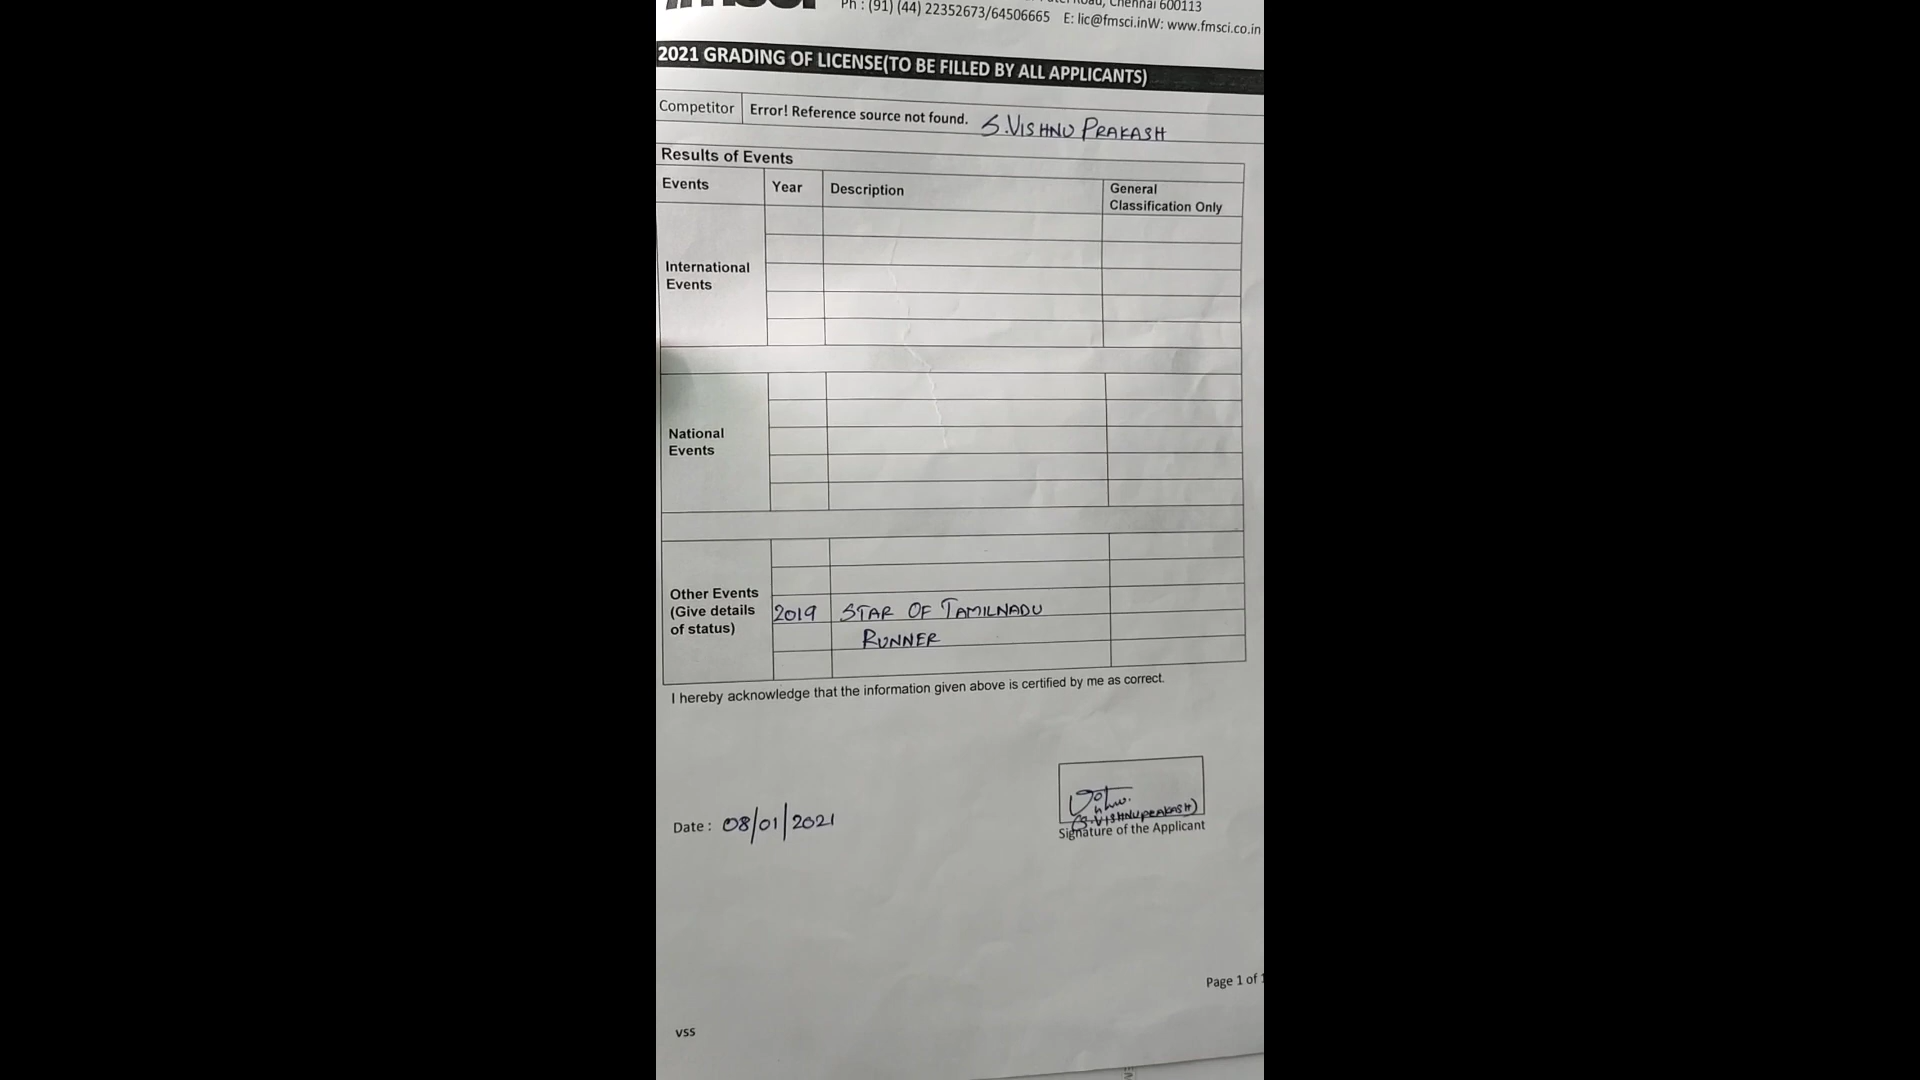 fmsci
Road, Chennai 600113
Ph : (91) (44) 22352673/64506665 E: lic@fmsci.inW: www.fmsci.co.in
2021 GRADING OF LICENSE(TO BE FILLED BY ALL APPLICANTS)
Competitor Error! Reference source not found. S.VISHNU PRAKASH
Results of Events
Events Year Description General
Classification Only
International
Events
National
Events
Other Events
(Give details
of status)
2019 STAR OF TAMILNADU
RUNNER
I hereby acknowledge that the information given above is certified by me as correct.
(S.VISHNUPRAKASH)
Date : 08/01/2021
Signature of the Applicant
Page 1 of 1
VSS